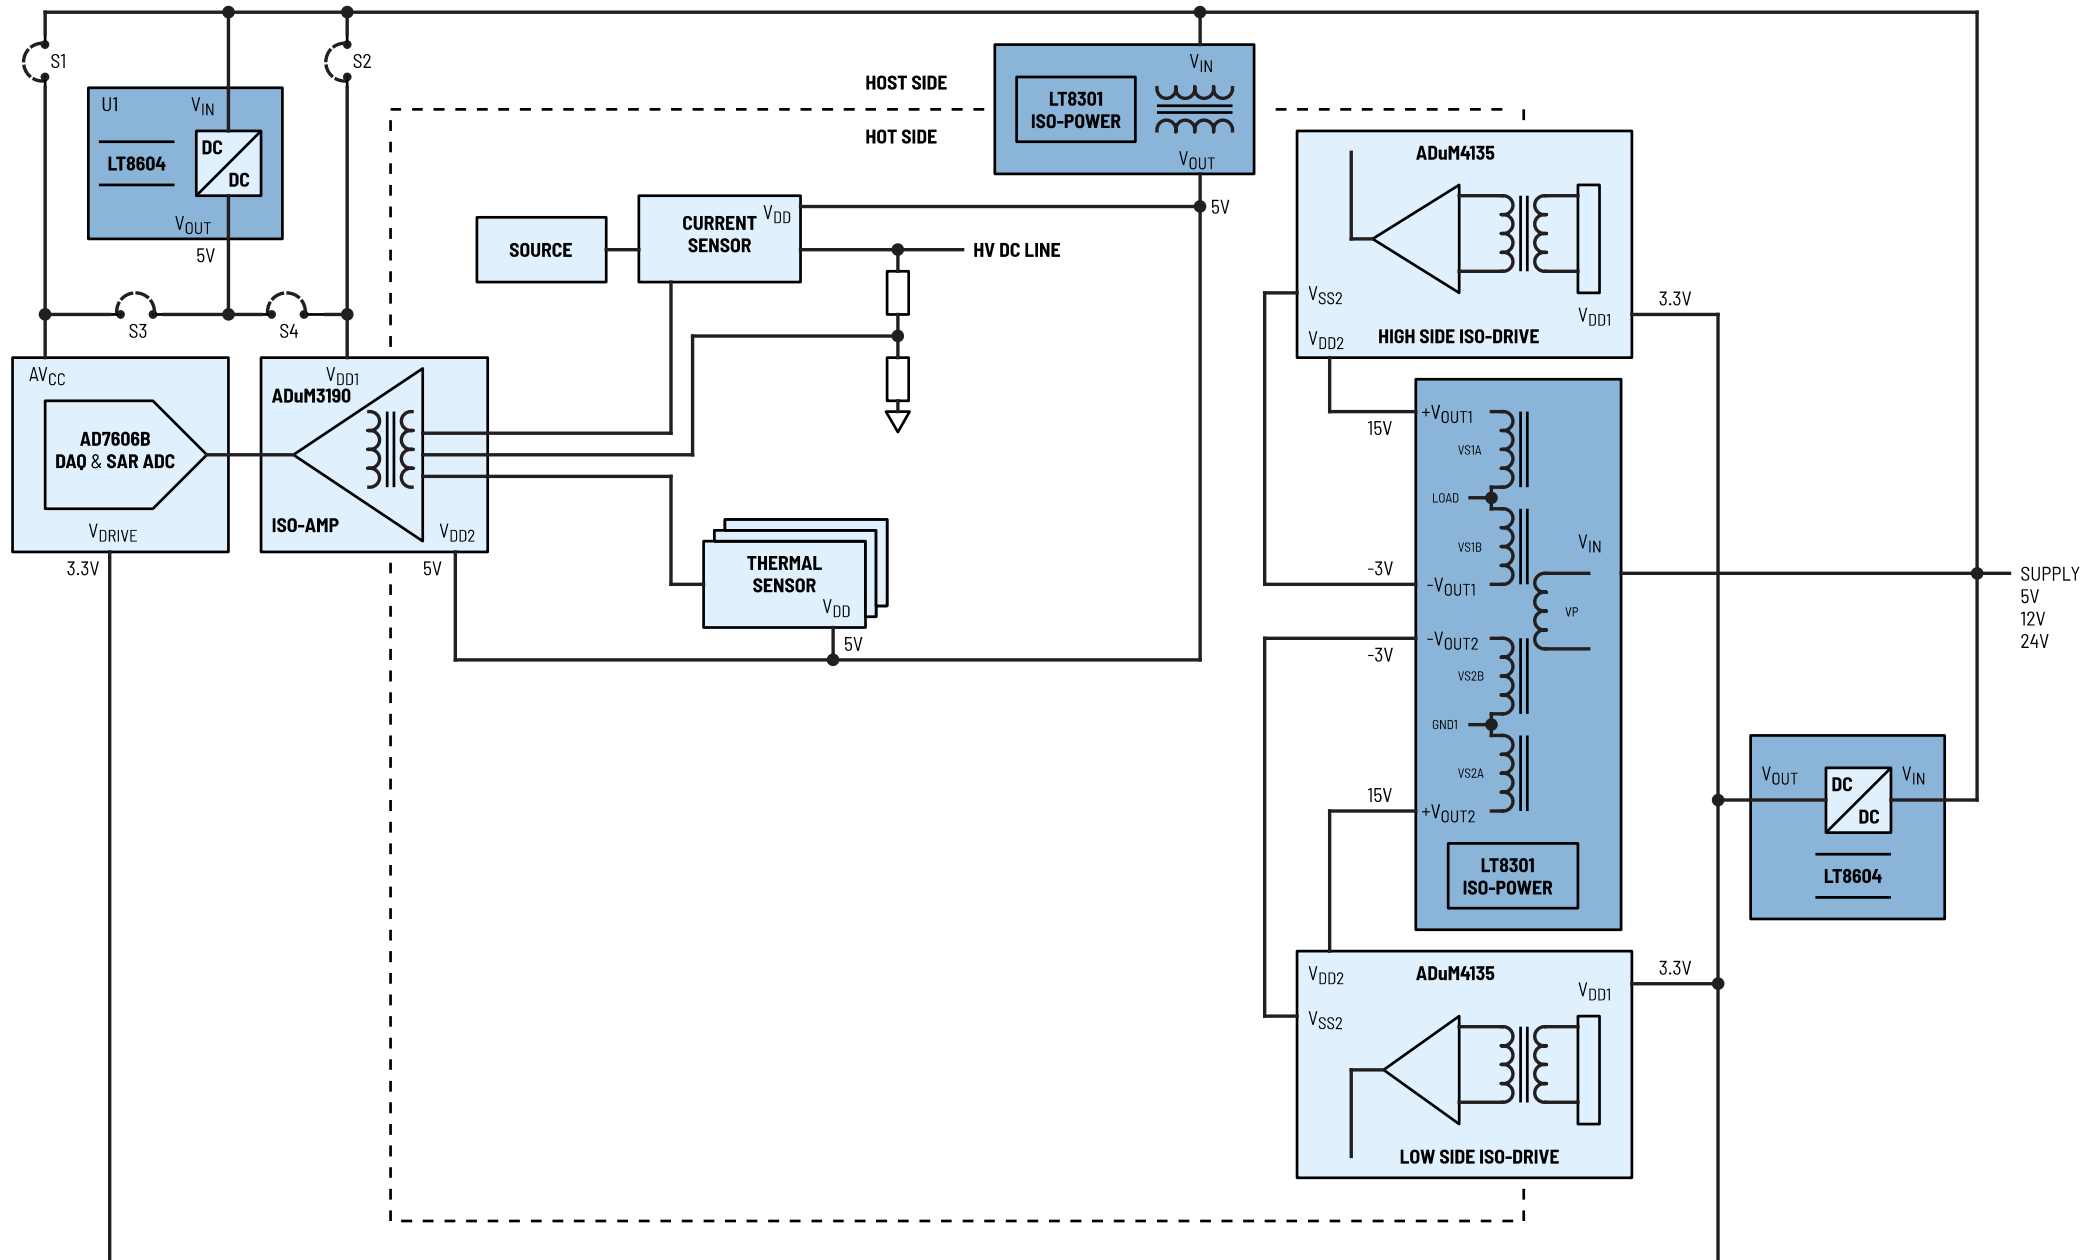 S1
S2
U1
VIN
LT8604
DC
DC
VOUT
5V
S3
S4
HOST SIDE
HOT SIDE
VIN
LT8301
ISO-POWER
VOUT
5V
SOURCE
CURRENT
SENSOR
VDD
HV DC LINE
AVCC
AD7606B
DAQ & SAR ADC
VDRIVE
3.3V
VDD1
ADuM3190
ISO-AMP
VDD2
5V
THERMAL
SENSOR
VDD
5V
ADuM4135
VSS2
VDD2
VDD1
HIGH SIDE ISO-DRIVE
3.3V
15V
+VOUT1
VS1A
LOAD
VS1B
-3V
-VOUT1
VIN
VP
-VOUT2
-3V
VS2B
GND1
VS2A
15V
+VOUT2
LT8301
ISO-POWER
SUPPLY
5V
12V
24V
VOUT
DC
DC
VIN
LT8604
VDD2
ADuM4135
VDD1
VSS2
3.3V
LOW SIDE ISO-DRIVE